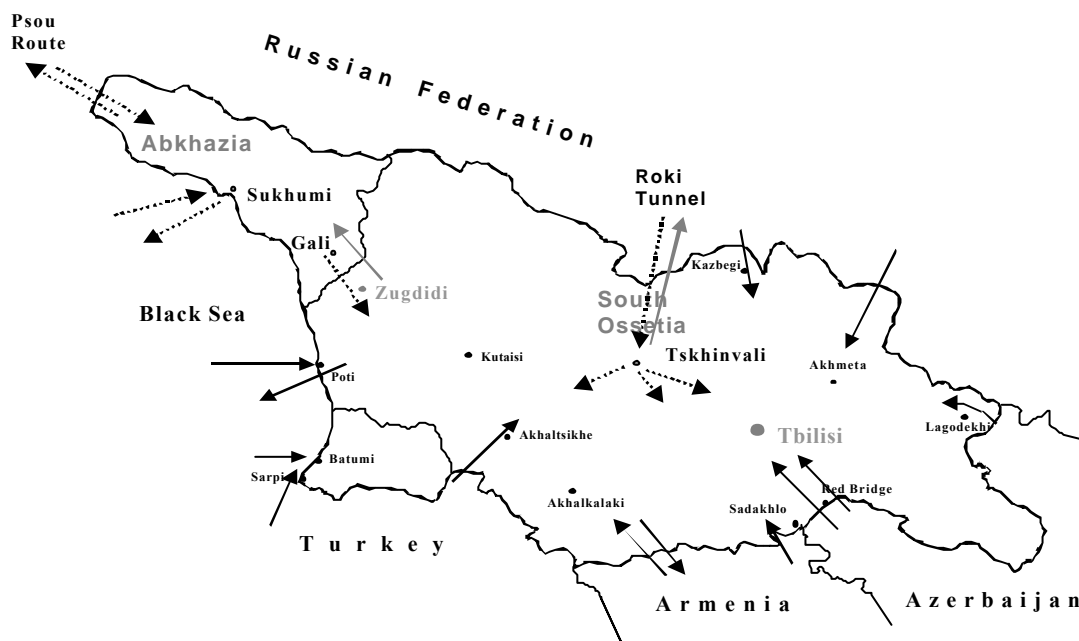 Psou
Route
Russian Federation
Abkhazia
Roki
Tunnel
Sukhumi
Gali
Kazbegi
Zugdidi
South
Ossetia
Black Sea
Tskhinvali
Kutaisi
Akhmeta
Poti
Lagodekhi
Tbilisi
Akhaltsikhe
Batumi
Sarpi
Red Bridge
Akhalkalaki
Sadakhlo
Turkey
Armenia
Azerbaijan